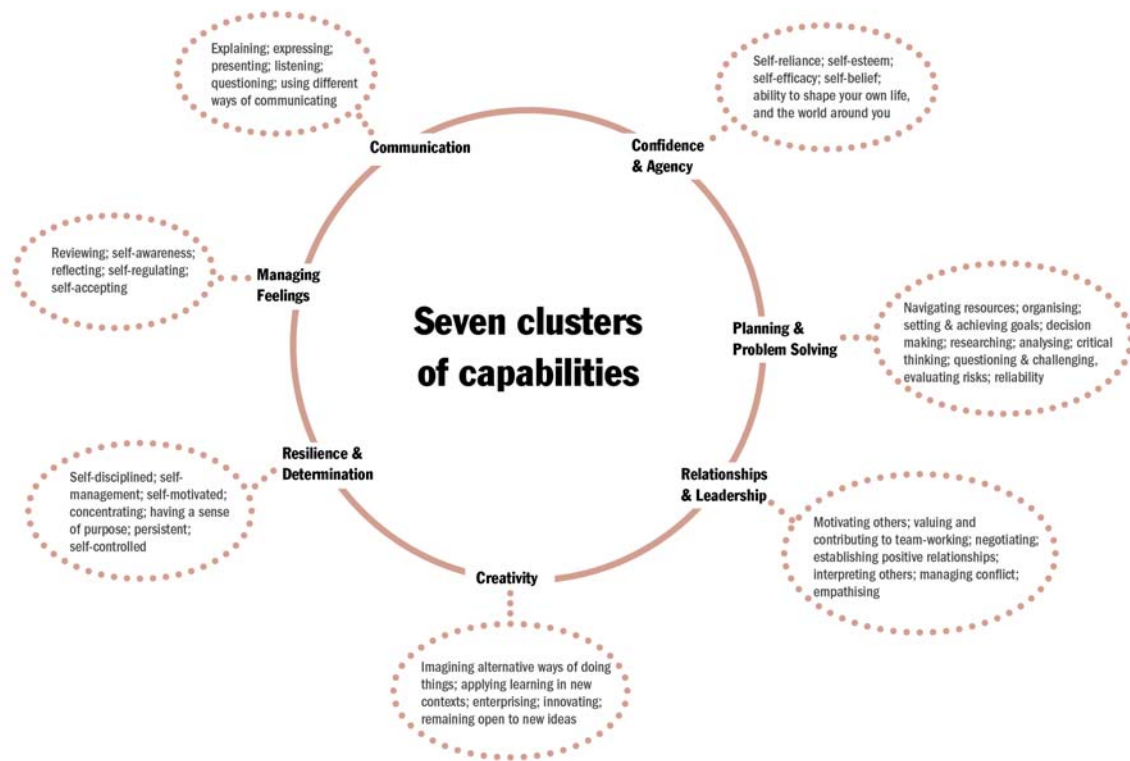 Seven clusters
of capabilities
Communication
Explaining; expressing;
presenting; listening;
questioning; using different
ways of communicating
Confidence
& Agency
Self-reliance; self-esteem;
self-efficacy; self-belief;
ability to shape your own life,
and the world around you
Planning &
Problem Solving
Navigating resources; organising;
setting & achieving goals; decision
making; researching; analysing; critical
thinking; questioning & challenging,
evaluating risks; reliability
Relationships
& Leadership
Motivating others; valuing and
contributing to team-working; negotiating;
establishing positive relationships;
interpreting others; managing conflict;
empathising
Creativity
Imagining alternative ways of doing
things; applying learning in new
contexts; enterprising; innovating;
remaining open to new ideas
Resilience &
Determination
Self-disciplined; self-
management; self-motivated;
concentrating; having a sense
of purpose; persistent;
self-controlled
Managing
Feelings
Reviewing; self-awareness;
reflecting; self-regulating;
self-accepting